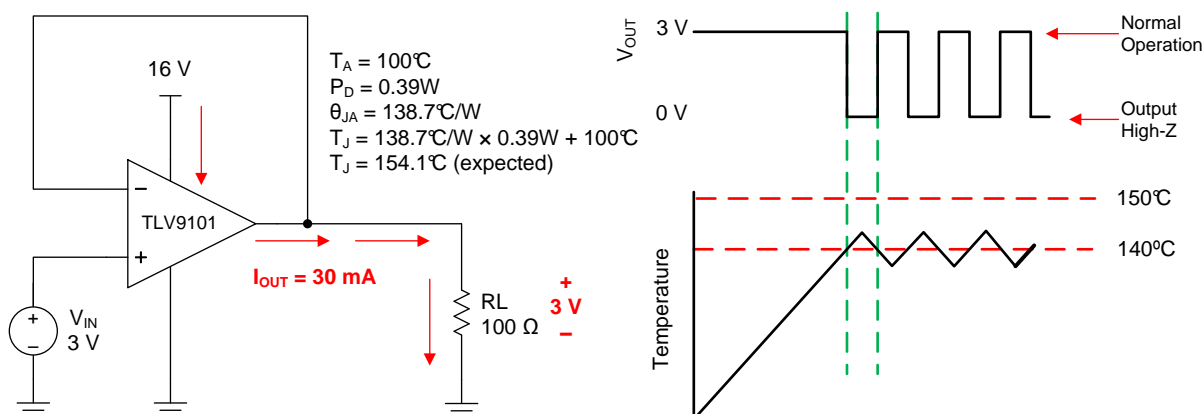 16 V
T_A = 100°C
P_D = 0.39W
θ_JA = 138.7°C/W
T_J = 138.7°C/W × 0.39W + 100°C
T_J = 154.1°C (expected)
−
+
TLV9101
I_OUT = 30 mA
+
−
V_IN
3 V
RL
100 Ω
+
3 V
−
V_OUT
3 V
0 V
Normal
Operation
Output
High-Z
Temperature
150°C
140ºC